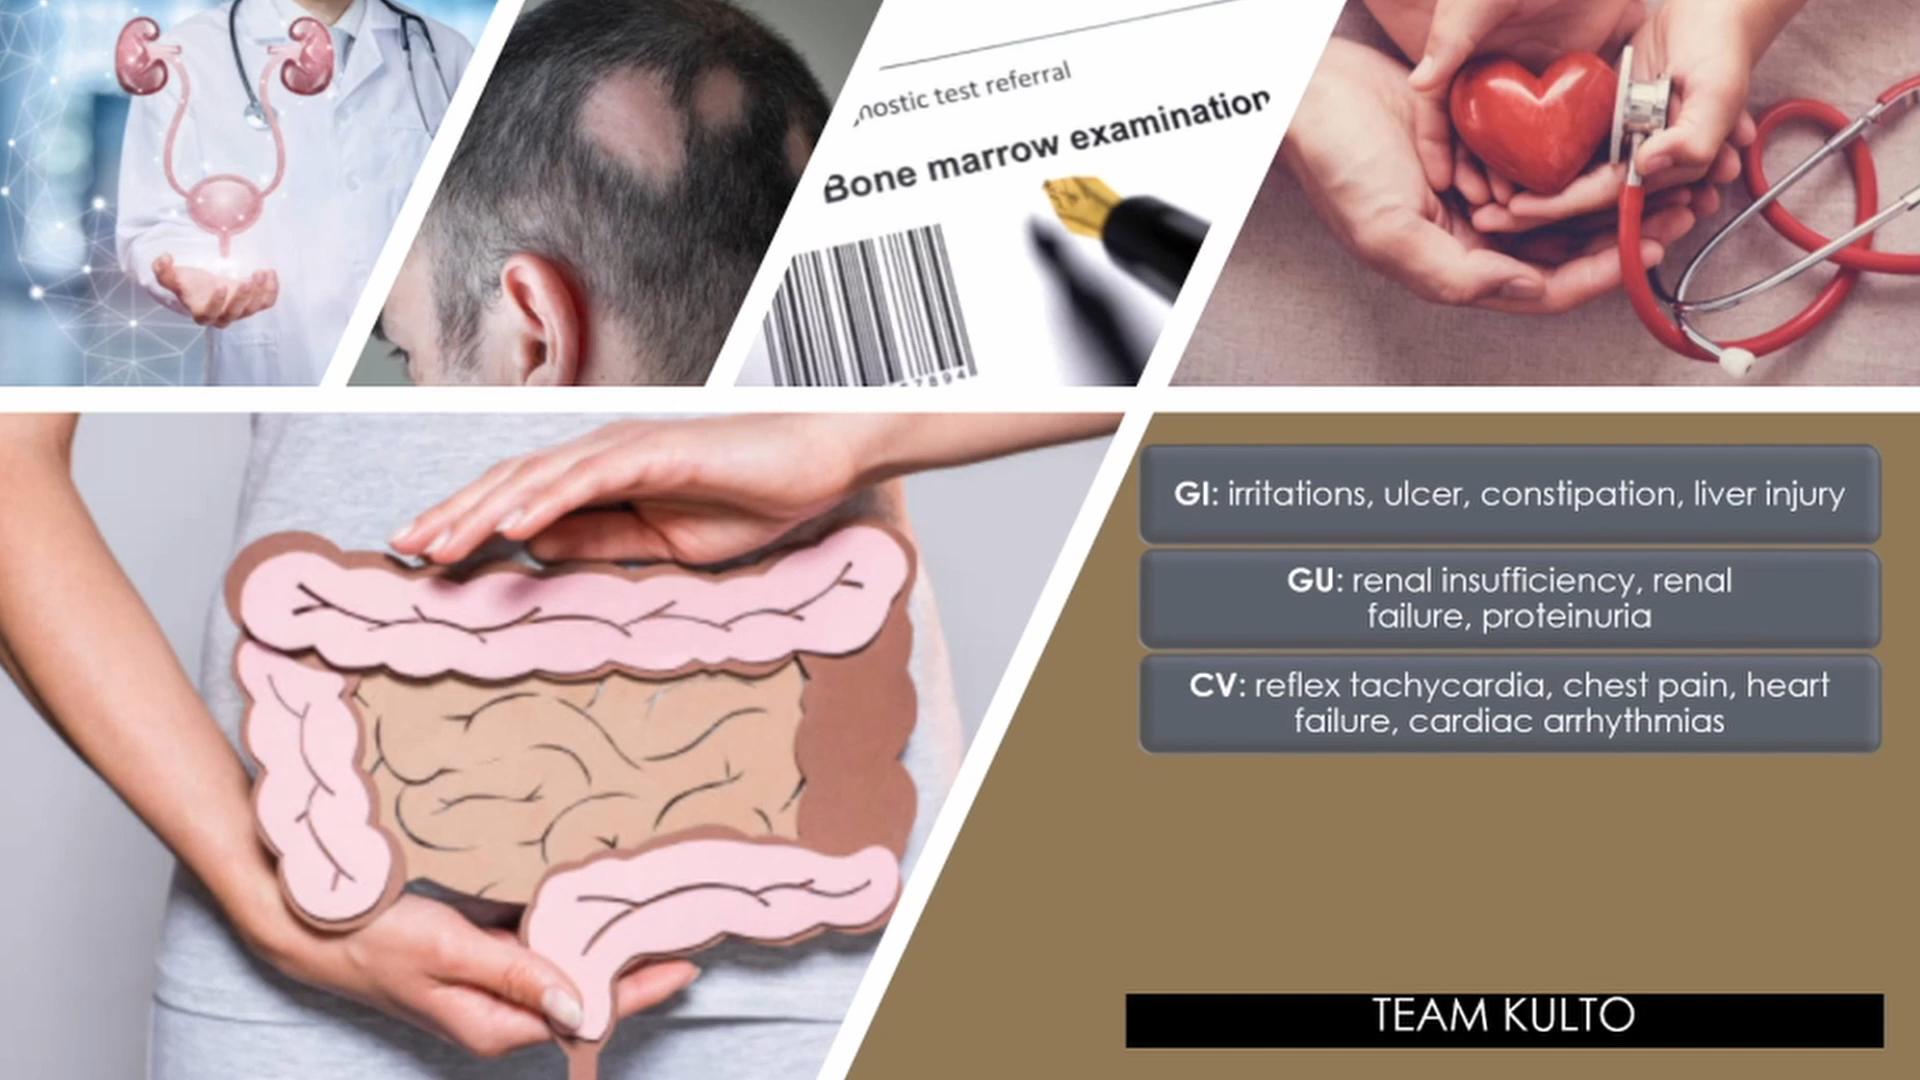 nostic test referral
Bone marrow examination
7894
GI: irritations, ulcer, constipation, liver injury
GU: renal insufficiency, renal
failure, proteinuria
CV: reflex tachycardia, chest pain, heart
failure, cardiac arrhythmias
TEAM KULTO